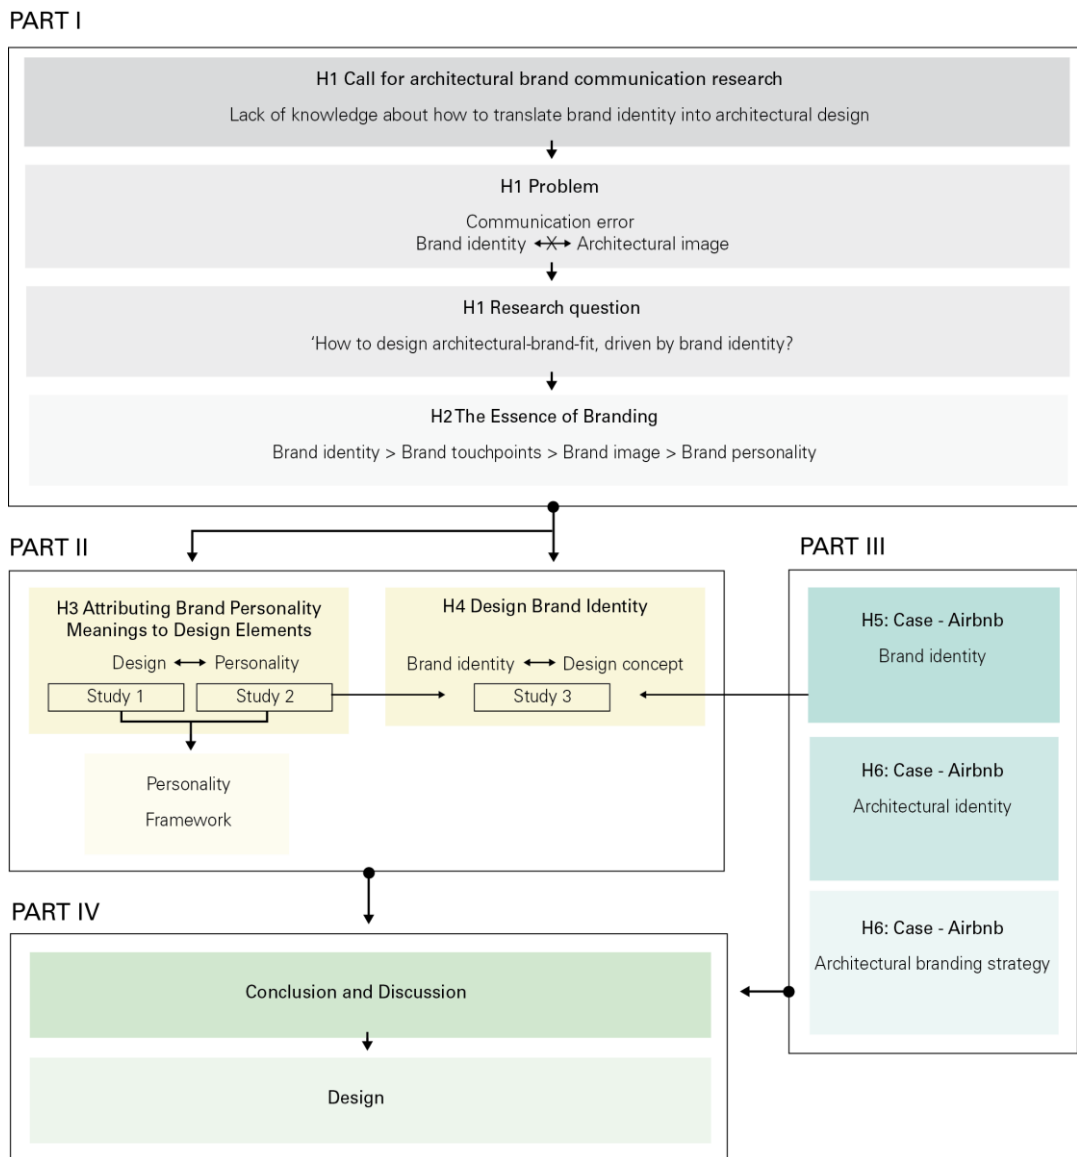 PART I
H1 Call for architectural brand communication research
Lack of knowledge about how to translate brand identity into architectural design
H1 Problem
Communication error
Brand identity Architectural image
H1 Research question
‘How to design architectural-brand-fit, driven by brand identity?
H2 The Essence of Branding
Brand identity > Brand touchpoints > Brand image > Brand personality
PART II
H3 Attributing Brand Personality
Meanings to Design Elements
Design Personality
Study 1 Study 2
Personality
Framework
H4 Design Brand Identity
Brand identity Design concept
Study 3
PART III
H5: Case - Airbnb
Brand identity
H6: Case - Airbnb
Architectural identity
H6: Case - Airbnb
Architectural branding strategy
PART IV
Conclusion and Discussion
Design